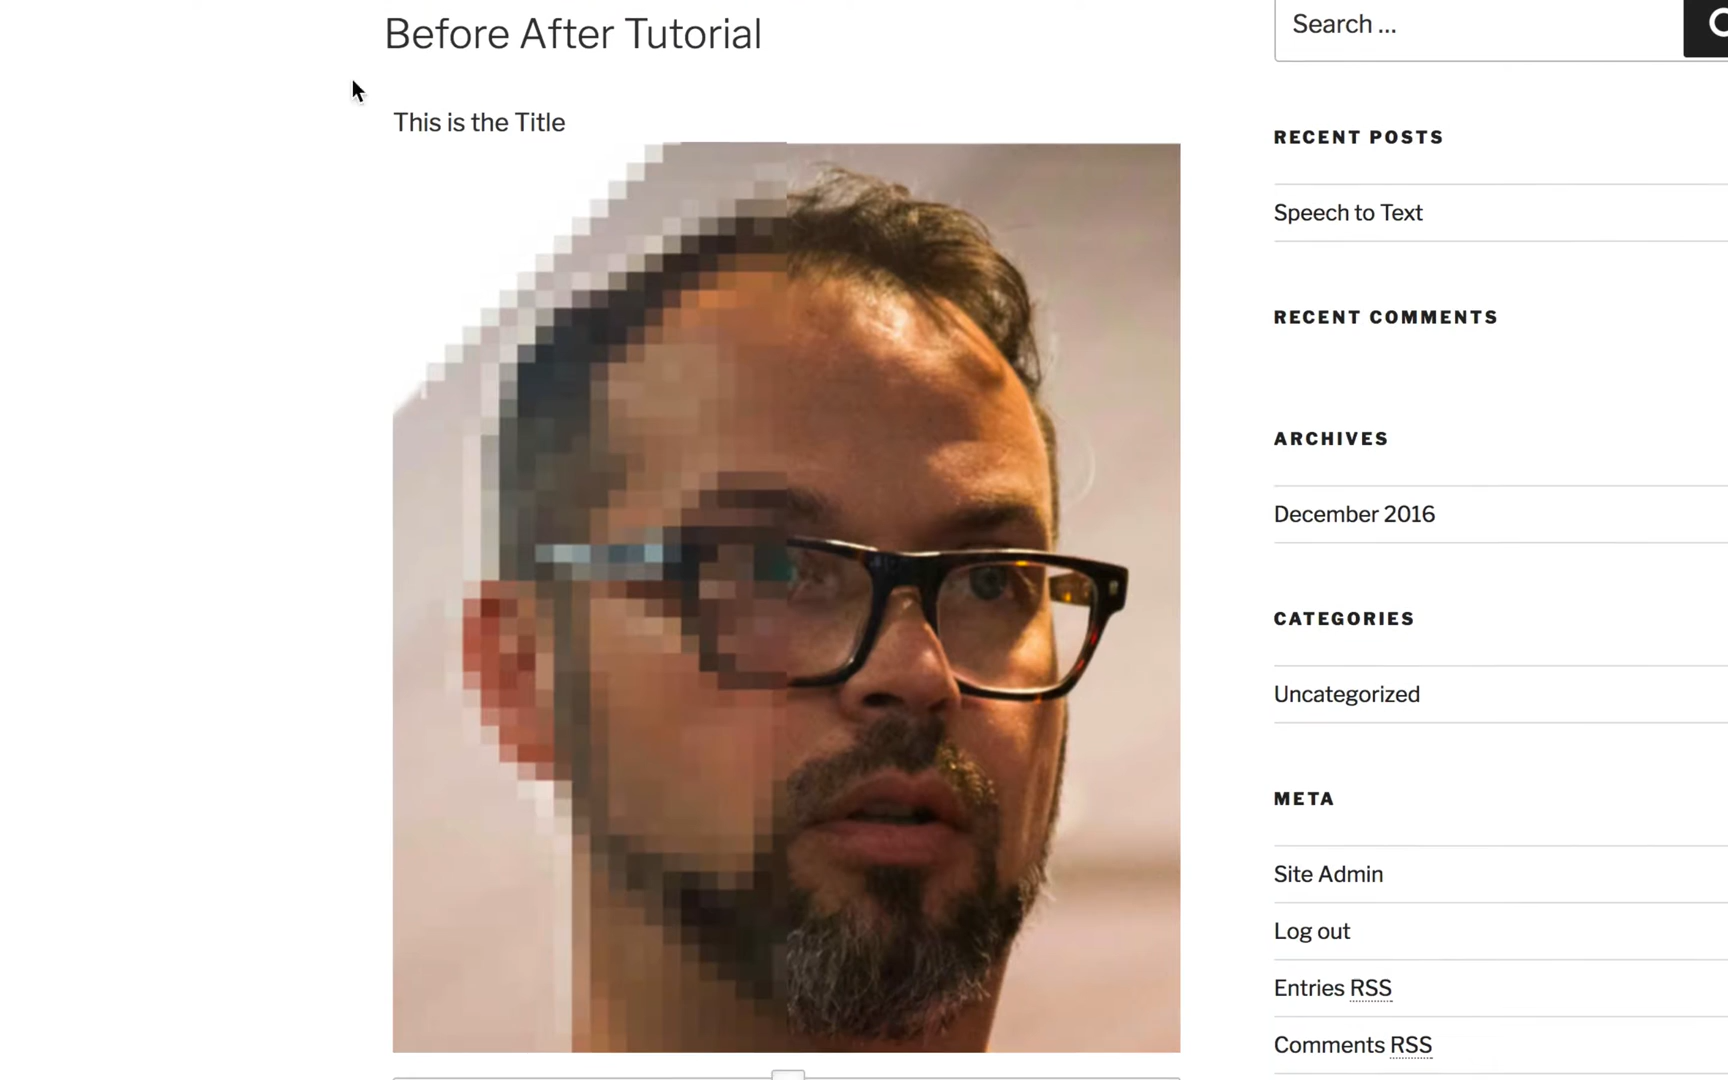 Before After Tutorial
This is the Title
Search ...
RECENT POSTS
Speech to Text
RECENT COMMENTS
ARCHIVES
December 2016
CATEGORIES
Uncategorized
META
Site Admin
Log out
Entries RSS
Comments RSS